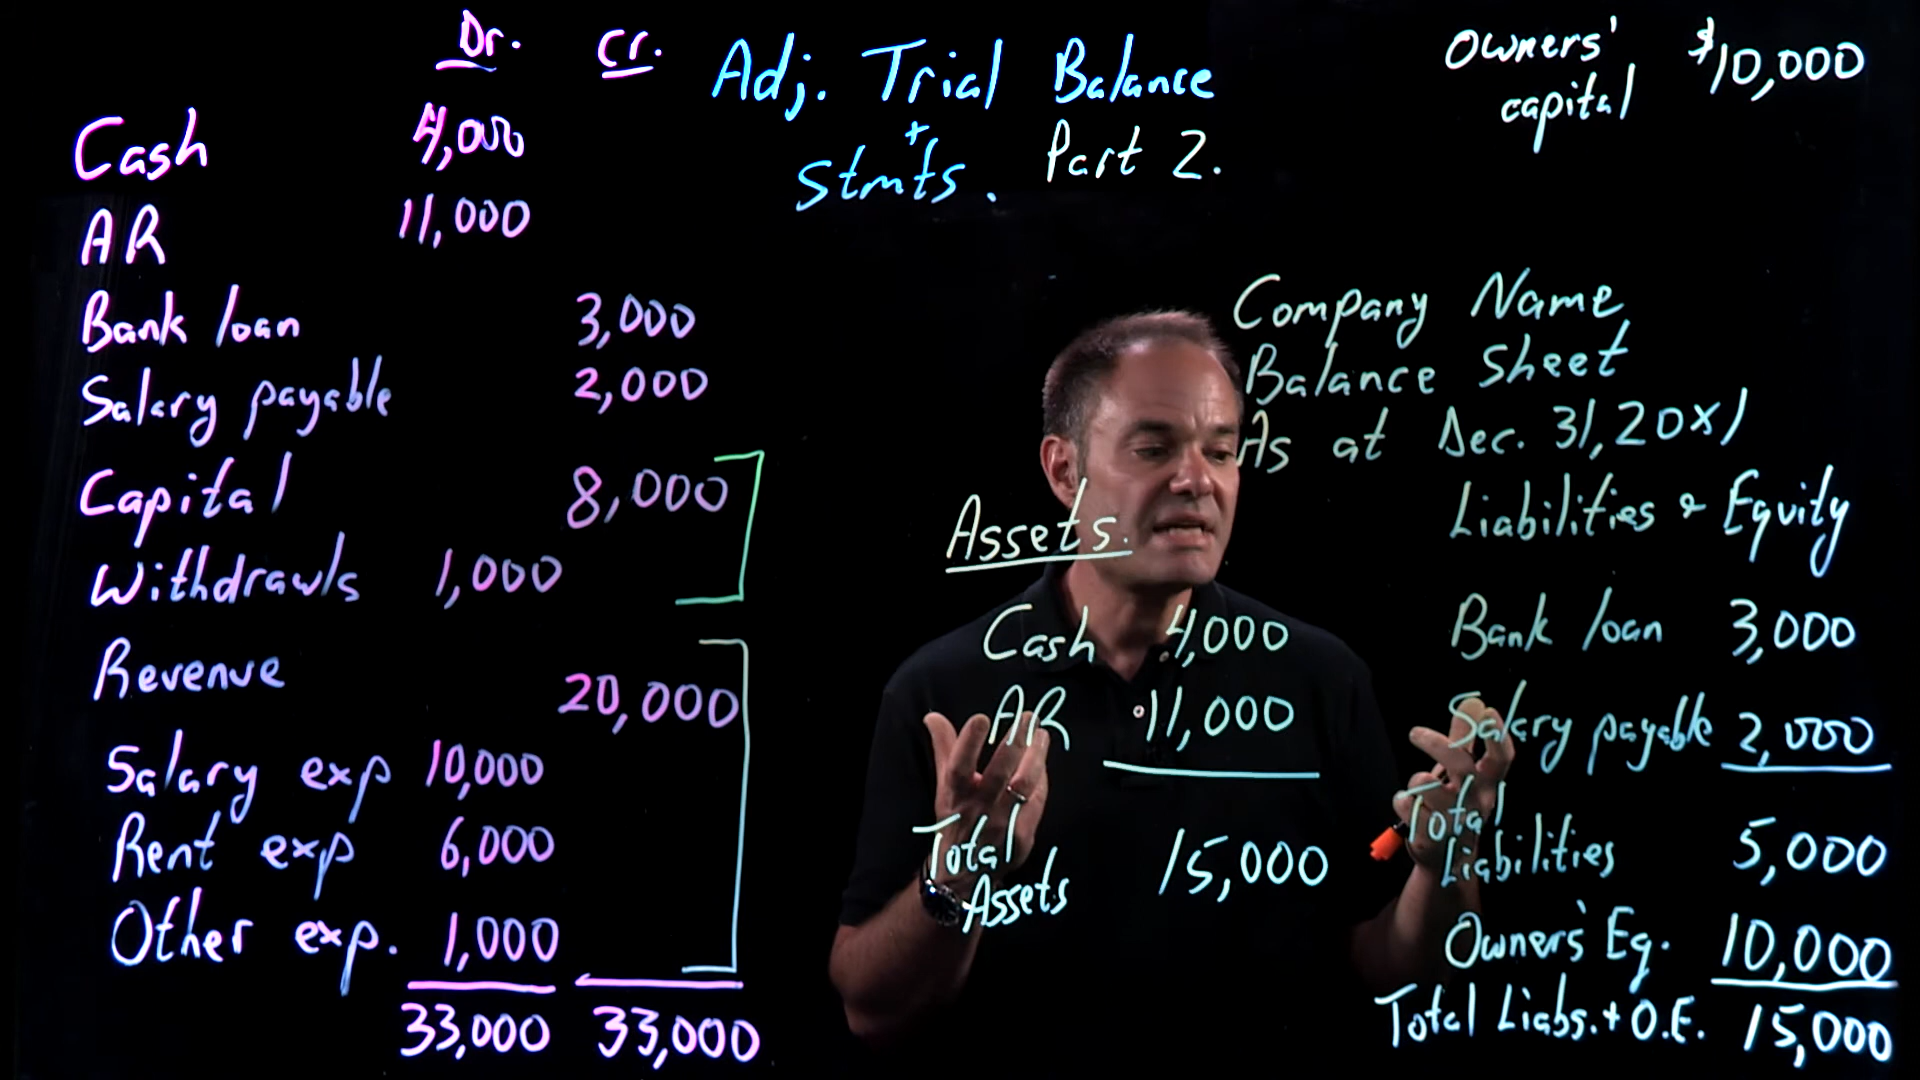 Dr. Cr.
Cash 4,000
AR 11,000
Bank loan 3,000
Salary payable 2,000
Capital 8,000
Withdrawls 1,000
Revenue 20,000
Salary exp 10,000
Rent exp 6,000
Other exp. 1,000
33,000 33,000
Adj. Trial Balance
+
Stmts. Part 2.
Owners' $10,000
capital
Company Name
Balance Sheet
As at Dec. 31, 20X1
Assets.
Cash 4,000
AR 11,000
Total
Assets 15,000
Liabilities & Equity
Bank loan 3,000
Salary payable 2,000
Total
Liabilities 5,000
Owners' Eq. 10,000
Total Liabs. + O.E. 15,000